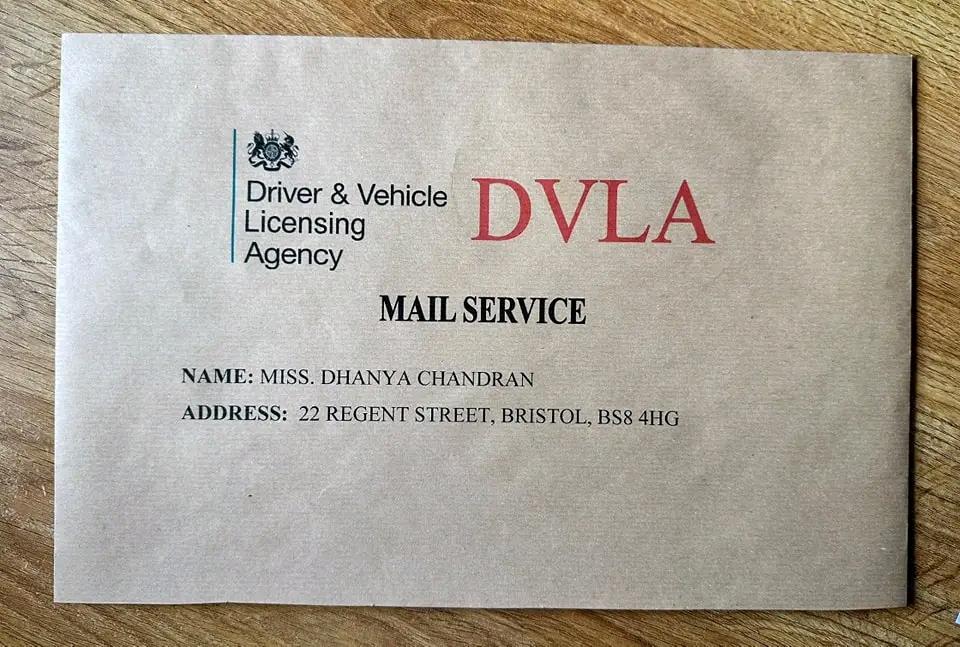 Driver & Vehicle
Licensing
Agency
DVLA
MAIL SERVICE
NAME: MISS. DHANYA CHANDRAN
ADDRESS: 22 REGENT STREET, BRISTOL, BS8 4HG